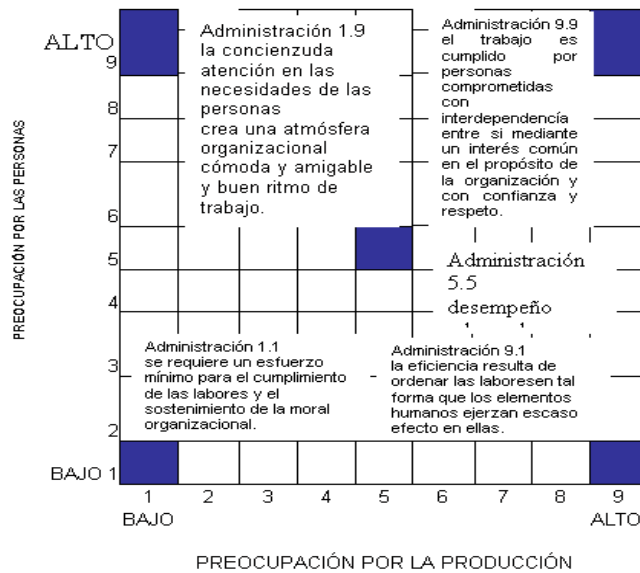 ALTO
9
8
7
6
5
4
3
2
BAJO 1
PREOCUPACIÓN POR LAS PERSONAS
Administración 1.9
la concienzuda
atención en las
necesidades de las
personas
crea una atmósfera
organizacional
cómoda y amigable
y buen ritmo de
trabajo.
Administración 9.9
el trabajo es
cumplido por
personas
comprometidas
con
interdependencía
entre si mediante
un interés común
en el propósito de
la organización y
con confianza y
respeto.
Administración
5.5
desempeño
Administración 1.1
se requiere un esfuerzo
mínimo para el cumplimiento
de las labores y el
sostenimiento de la moral
organizacional.
Administración 9.1
la eficiencia resulta de
ordenar las laboresen tal
forma que los elementos
humanos ejerzan escaso
efecto en ellas.
1 2 3 4 5 6 7 8 9
BAJO ALTO
PREOCUPACIÓN POR LA PRODUCCIÓN